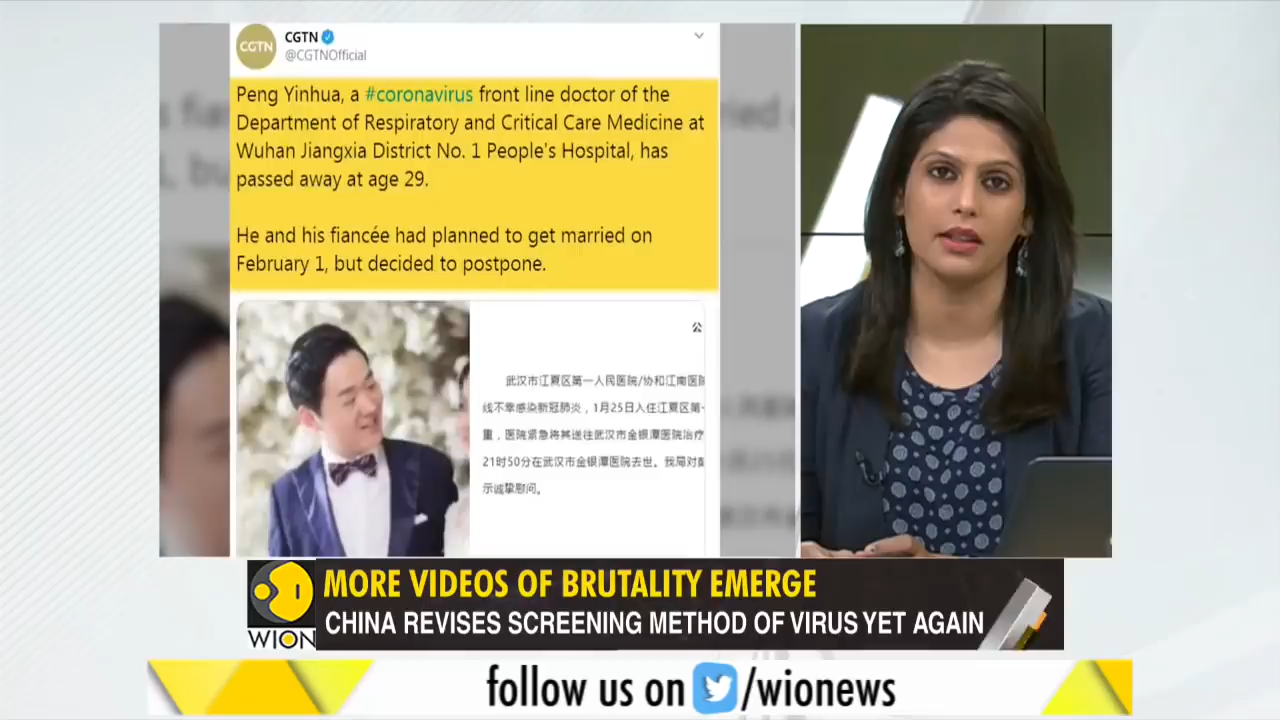 CGTN
CGTN
@CGTNOfficial
Peng Yinhua, a #coronavirus front line doctor of the
Department of Respiratory and Critical Care Medicine at
Wuhan Jiangxia District No. 1 People's Hospital, has
passed away at age 29.
He and his fiancée had planned to get married on
February 1, but decided to postpone.
公
武汉市江夏区第一人民医院/协和江南医院
线不幸感染新冠肺炎，1月25日入住江夏区第一
重，医院紧急将其送往武汉市金银潭医院治疗
21时50分在武汉市金银潭医院去世。我局对
示诚挚慰问。
WION
MORE VIDEOS OF BRUTALITY EMERGE
CHINA REVISES SCREENING METHOD OF VIRUS YET AGAIN
follow us on /wionews